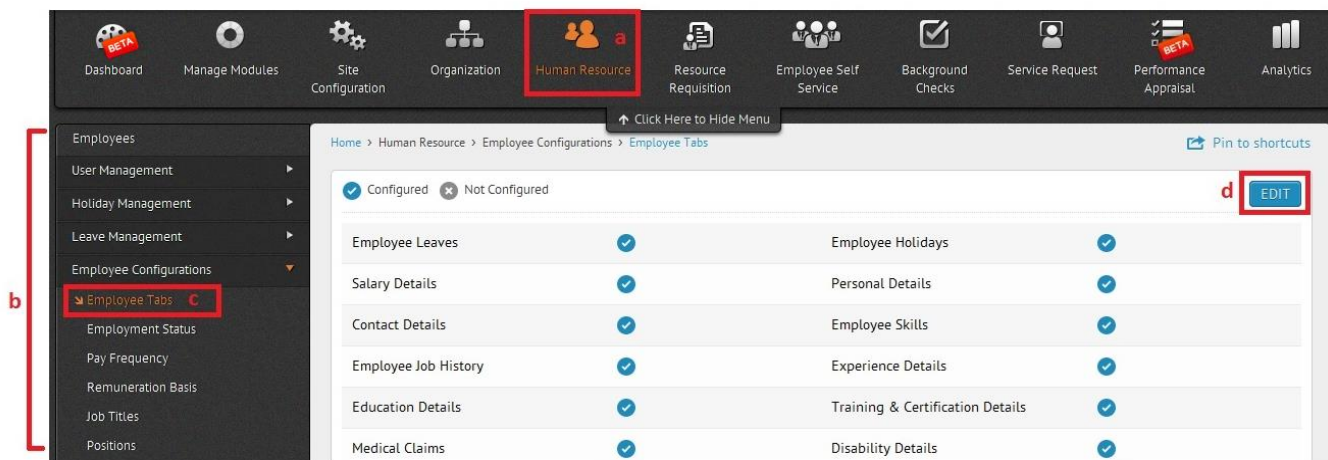 BETA
BETA
Dashboard
Manage Modules
Site
Configuration
Organization
Human Resource
a
Resource
Requisition
Employee Self
Service
Background
Checks
Service Request
Performance
Appraisal
Analytics
Click Here to Hide Menu
b
Employees
User Management
Holiday Management
Leave Management
Employee Configurations
Employee Tabs c
Employment Status
Pay Frequency
Remuneration Basis
Job Titles
Positions
Home > Human Resource > Employee Configurations > Employee Tabs
Pin to shortcuts
Configured Not Configured
d EDIT
Employee Leaves Employee Holidays
Salary Details Personal Details
Contact Details Employee Skills
Employee Job History Experience Details
Education Details Training & Certification Details
Medical Claims Disability Details